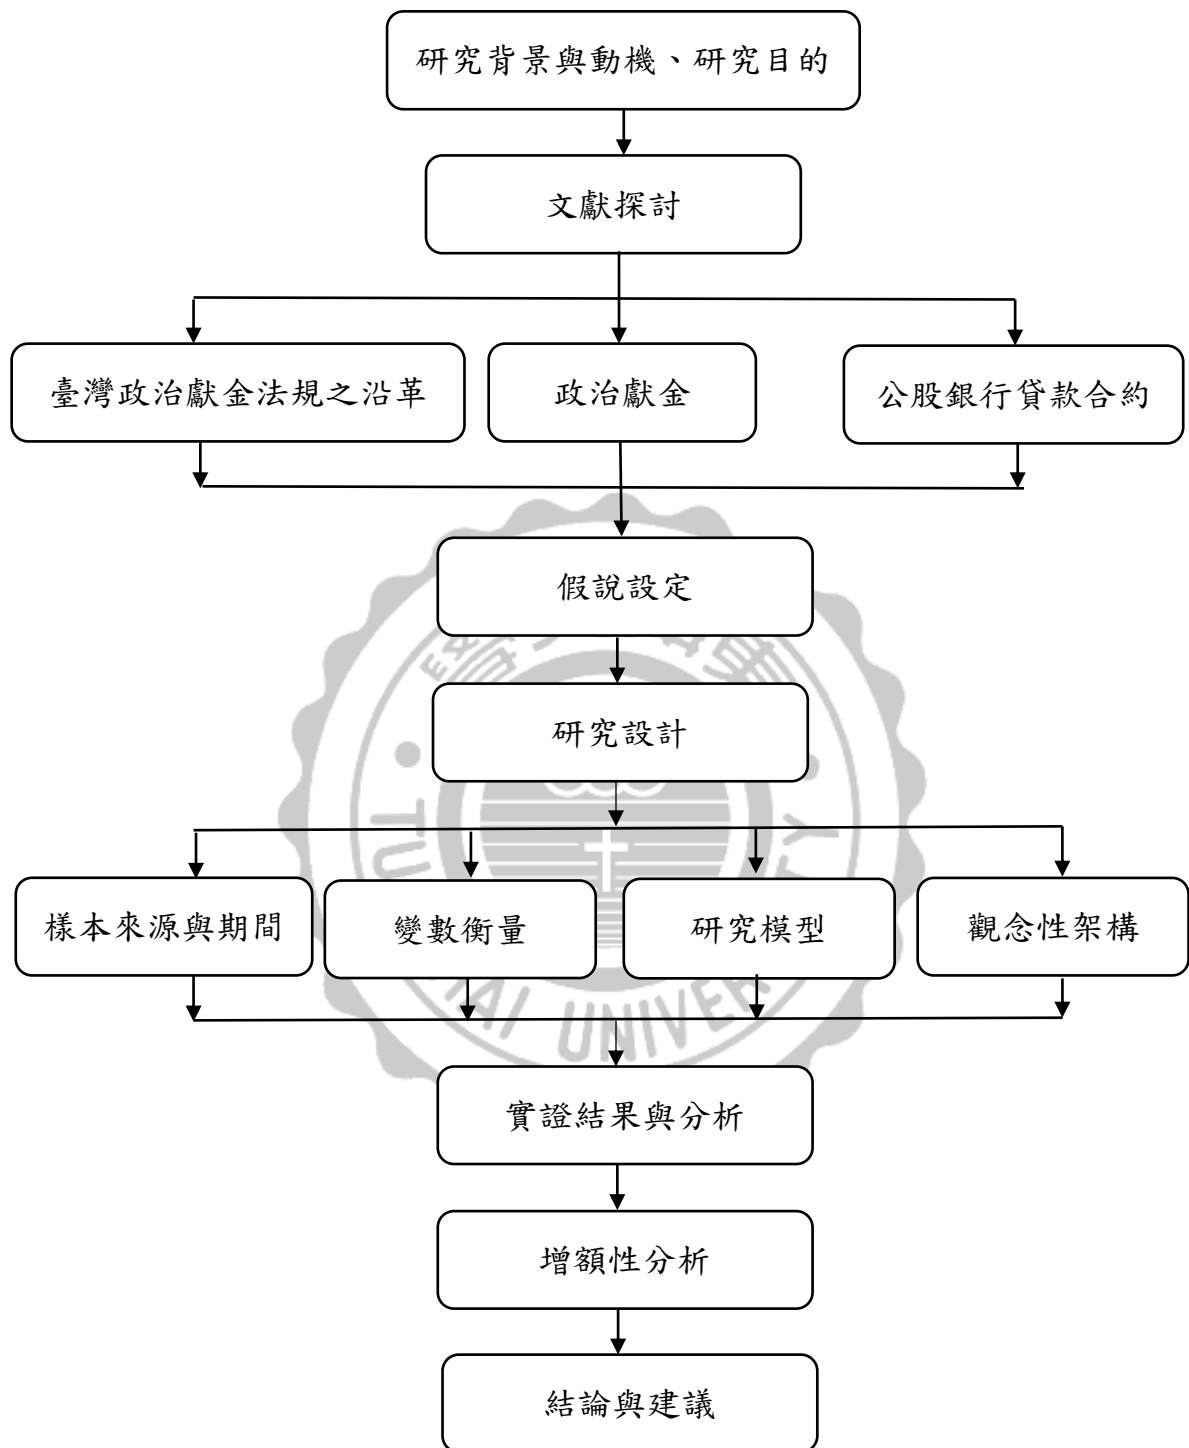 研究背景與動機、研究目的
文獻探討
臺灣政治獻金法規之沿革
政治獻金
公股銀行貸款合約
假說設定
研究設計
樣本來源與期間
變數衡量
研究模型
觀念性架構
UNIVER
實證結果與分析
增額性分析
結論與建議